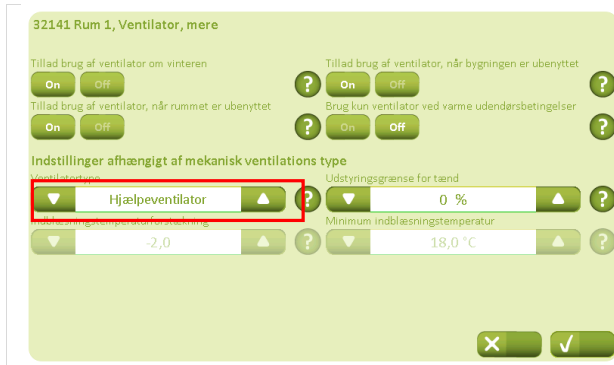 32141 Rum 1, Ventilator, mere
Tillad brug af ventilator om vinteren
Tillad brug af ventilator, når bygningen er ubenyttet
On Off ? On Off ?
Tillad brug af ventilator, når rummet er ubenyttet
Brug kun ventilator ved varme udendørsbetingelser
On Off ? On Off ?
Indstillinger afhængigt af mekanisk ventilations type
Ventilatortype
Udstyringsgrænse for tænd
Hjælpeventilator ? 0 % ?
Indblæsningstemperaturforstærkning
Minimum indblæsningstemperatur
-2,0 ? 18,0 °C ?